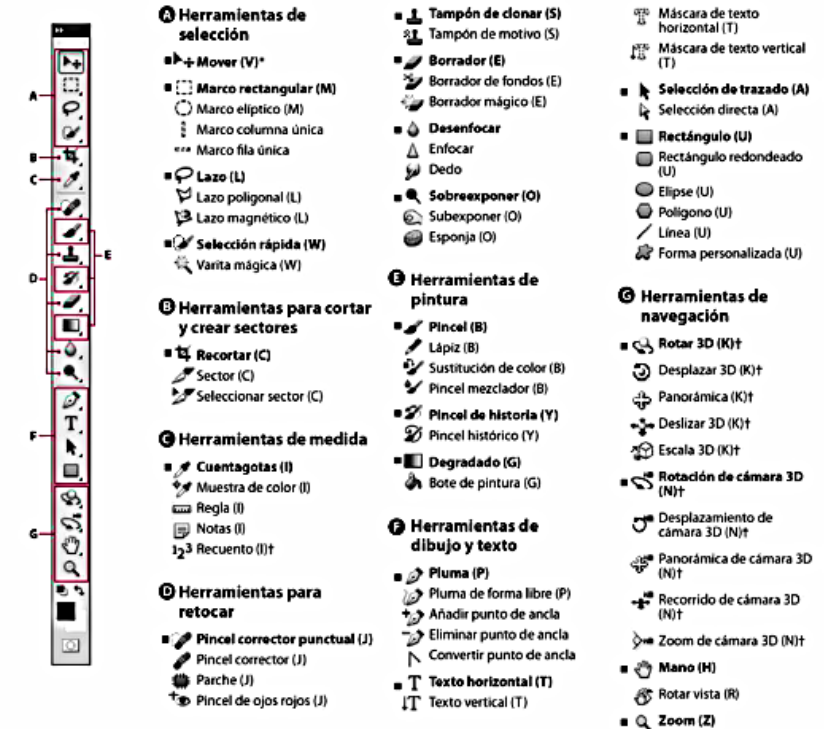 A
B
C
D
E
F
G
A Herramientas de
selección
Mover (V)*
Marco rectangular (M)
Marco elíptico (M)
Marco columna única
Marco fila única
Lazo (L)
Lazo poligonal (L)
Lazo magnético (L)
Selección rápida (W)
Varita mágica (W)
B Herramientas para cortar
y crear sectores
Recortar (C)
Sector (C)
Seleccionar sector (C)
C Herramientas de medida
Cuentagotas (I)
Muestra de color (I)
Regla (I)
Notas (I)
123 Recuento (I)†
D Herramientas para
retocar
Pincel corrector punctual (J)
Pincel corrector (J)
Parche (J)
Pincel de ojos rojos (J)
Tampón de clonar (S)
Tampón de motivo (S)
Borrador (E)
Borrador de fondos (E)
Borrador mágico (E)
Desenfocar
Enfocar
Dedo
Sobreexponer (O)
Subexponer (O)
Esponja (O)
E Herramientas de
pintura
Pincel (B)
Lápiz (B)
Sustitución de color (B)
Pincel mezclador (B)
Pincel de historia (Y)
Pincel histórico (Y)
Degradado (G)
Bote de pintura (G)
F Herramientas de
dibujo y texto
Pluma (P)
Pluma de forma libre (P)
Añadir punto de ancla
Eliminar punto de ancla
Convertir punto de ancla
T Texto horizontal (T)
T Texto vertical (T)
Máscara de texto
horizontal (T)
Máscara de texto vertical
(T)
Selección de trazado (A)
Selección directa (A)
Rectángulo (U)
Rectángulo redondeado
(U)
Elipse (U)
Polígono (U)
Línea (U)
Forma personalizada (U)
G Herramientas de
navegación
Rotar 3D (K)†
Desplazar 3D (K)†
Panorámica (K)†
Deslizar 3D (K)†
Escala 3D (K)†
Rotación de cámara 3D
(N)†
Desplazamiento de
cámara 3D (N)†
Panorámica de cámara 3D
(N)†
Recorrido de cámara 3D
(N)†
Zoom de cámara 3D (N)†
Mano (H)
Rotar vista (R)
Zoom (Z)